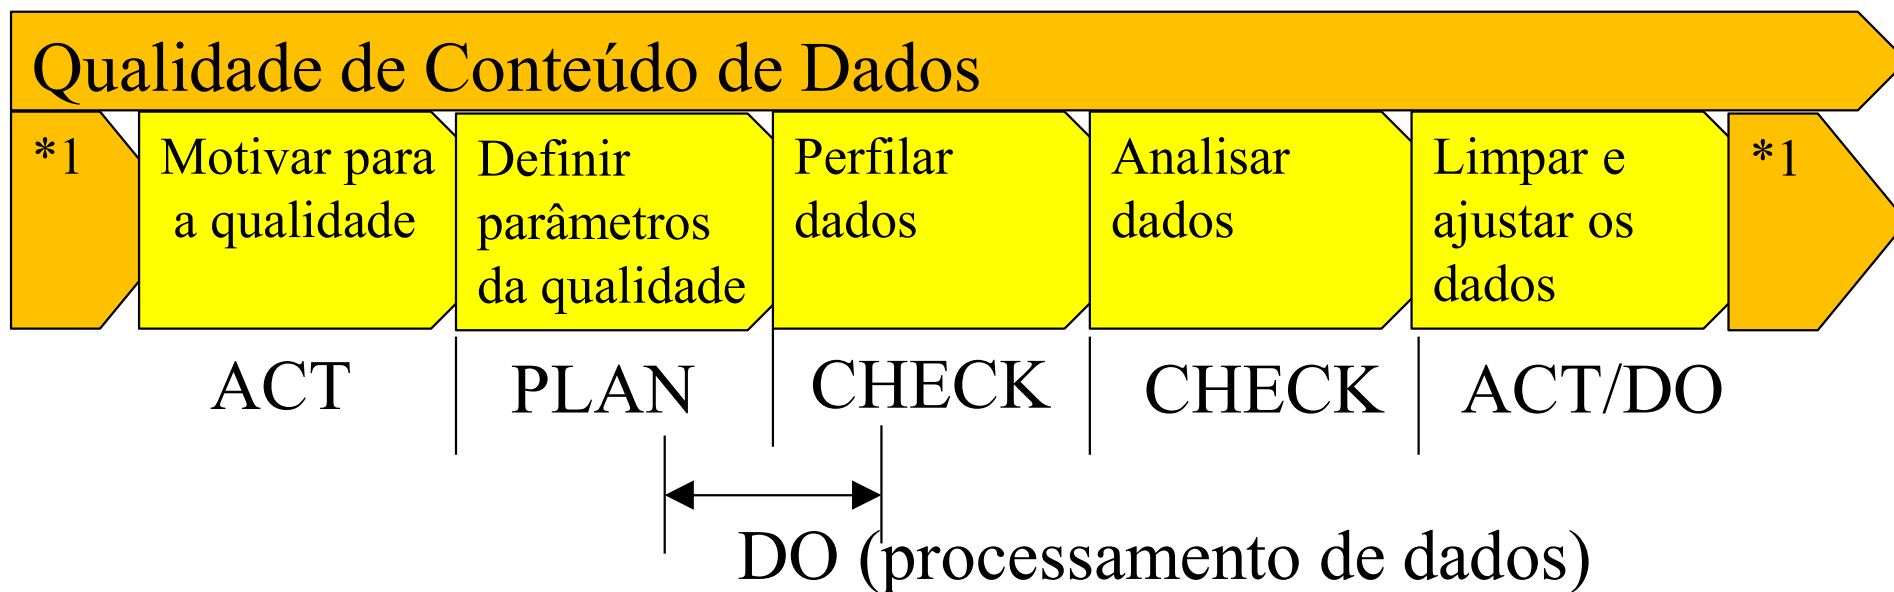 Qualidade de Conteúdo de Dados
*1
Motivar para
a qualidade
Definir
parâmetros
da qualidade
Perfilar
dados
Analisar
dados
Limpar e
ajustar os
dados
*1
ACT
PLAN
CHECK
CHECK
ACT/DO
DO (processamento de dados)